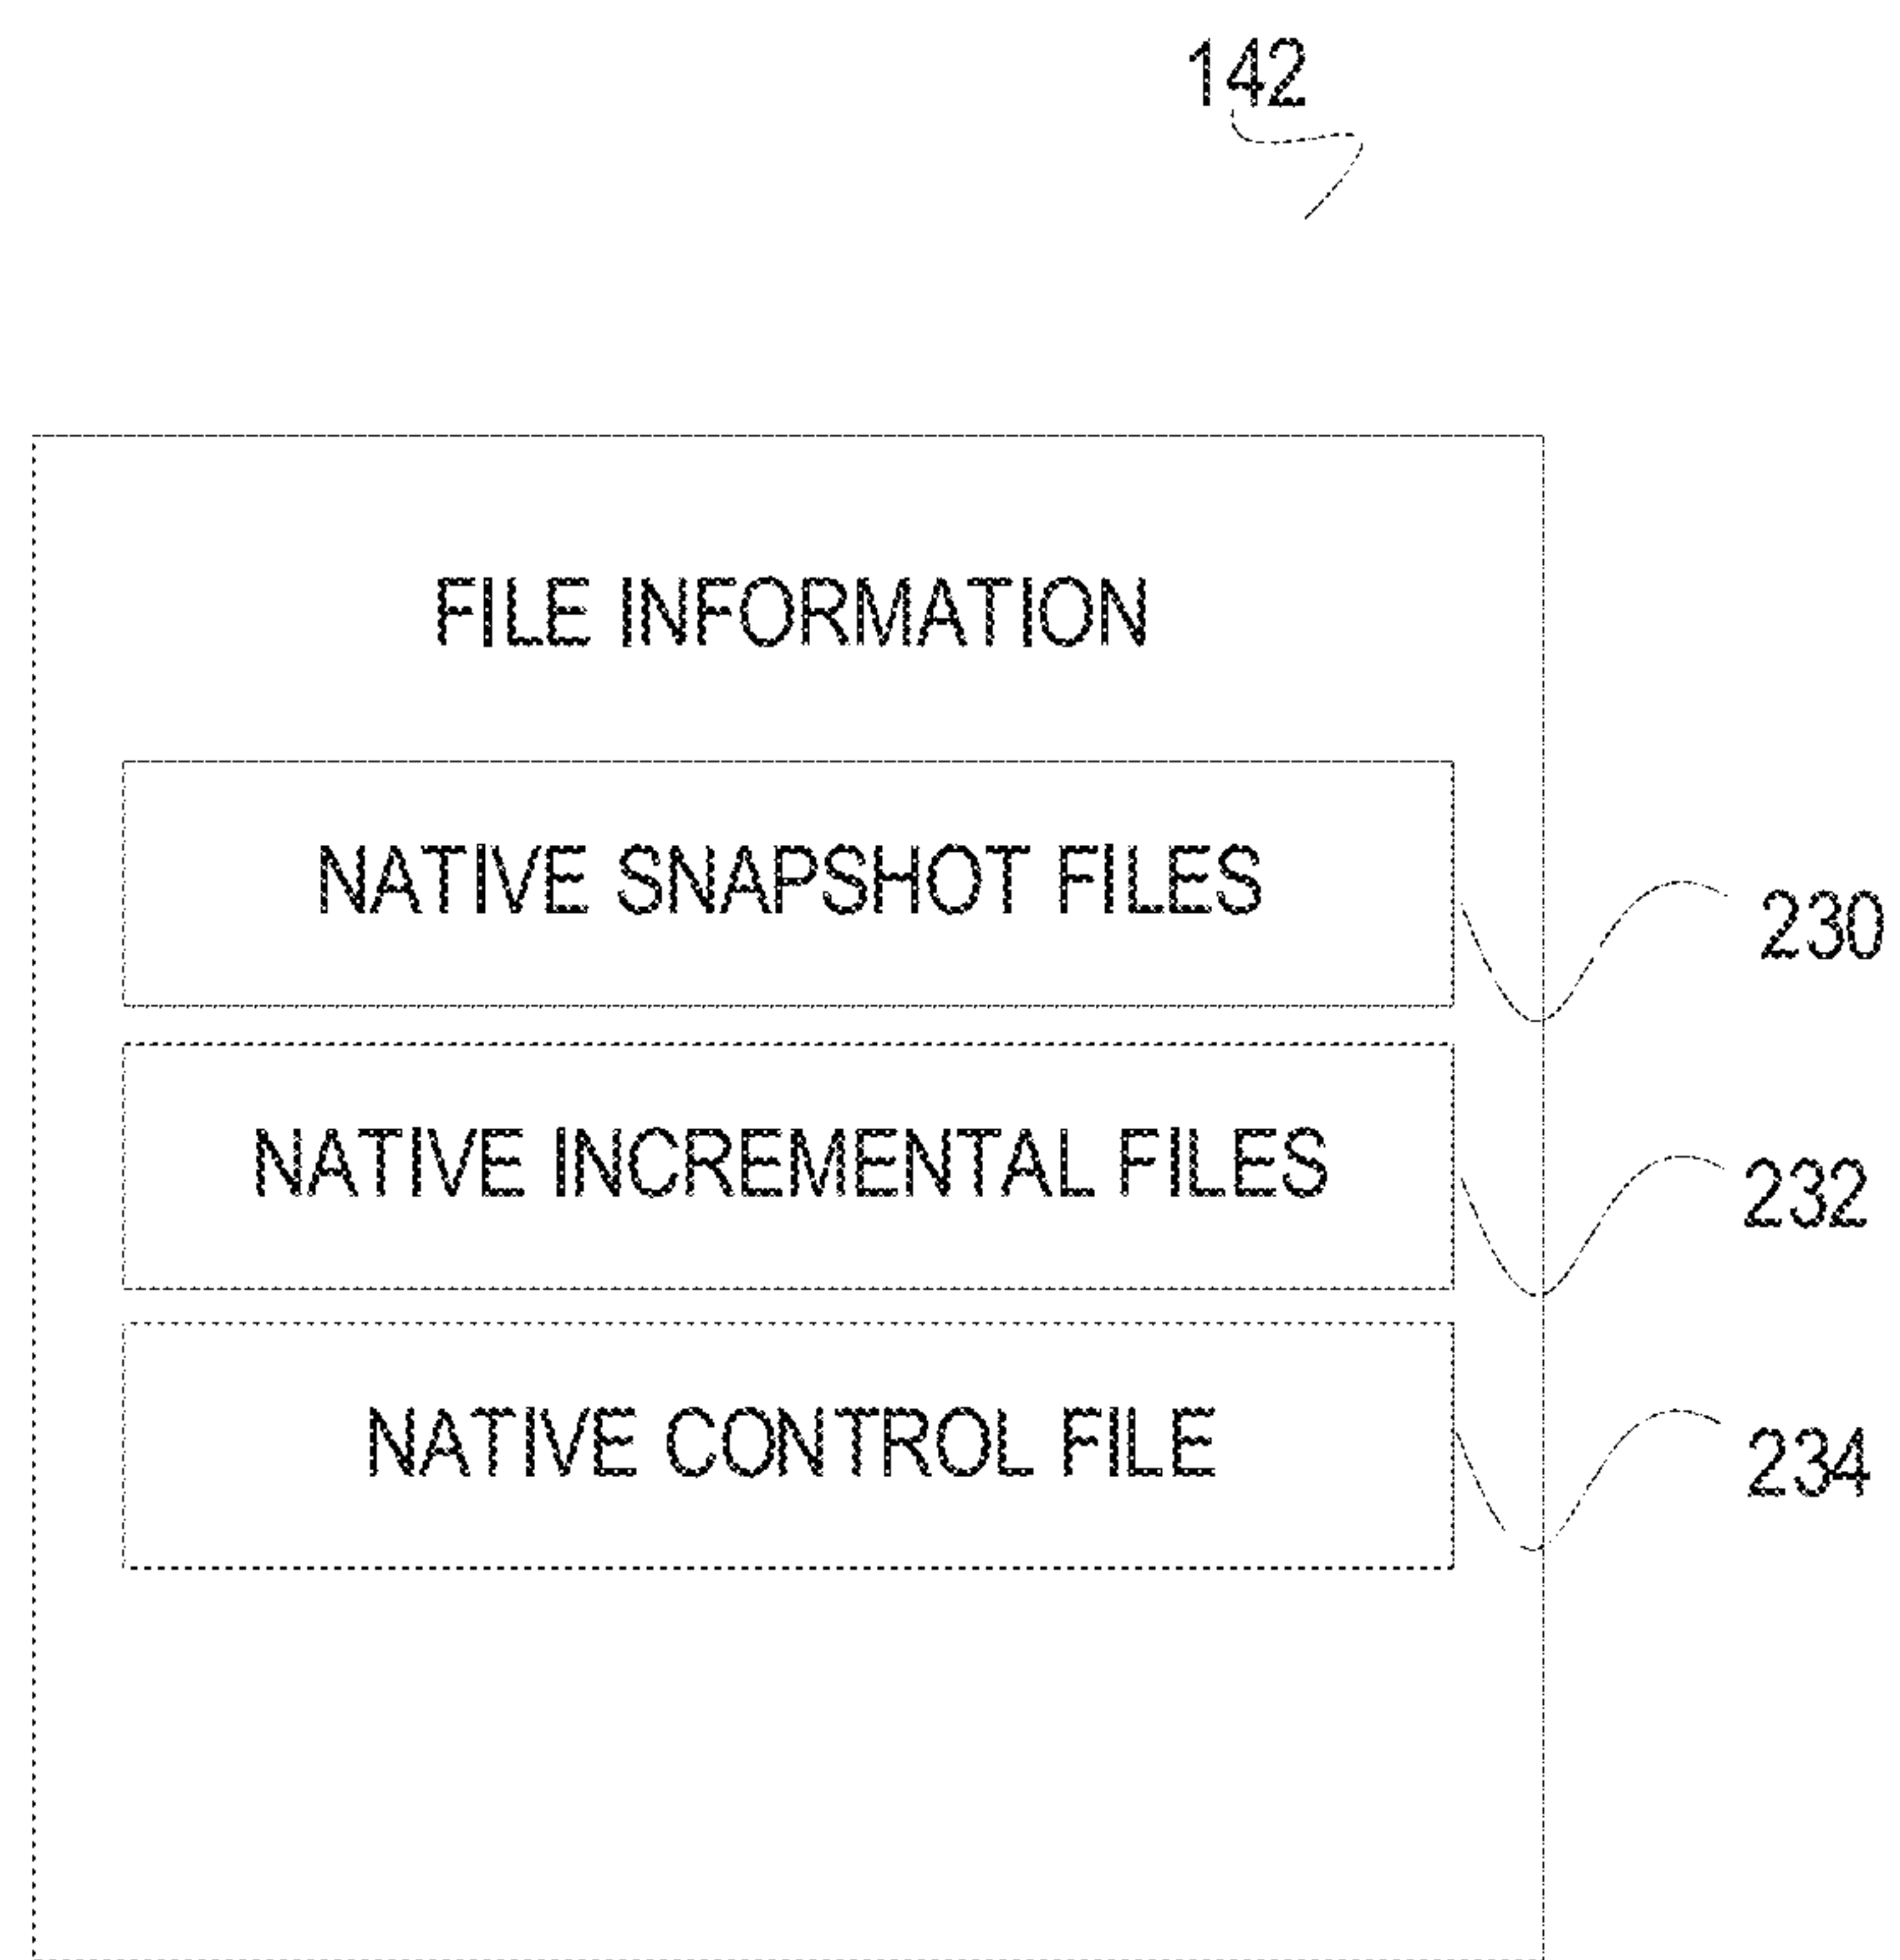 142
FILE INFORMATION
NATIVE SNAPSHOT FILES
230
NATIVE INCREMENTAL FILES
232
NATIVE CONTROL FILE
234